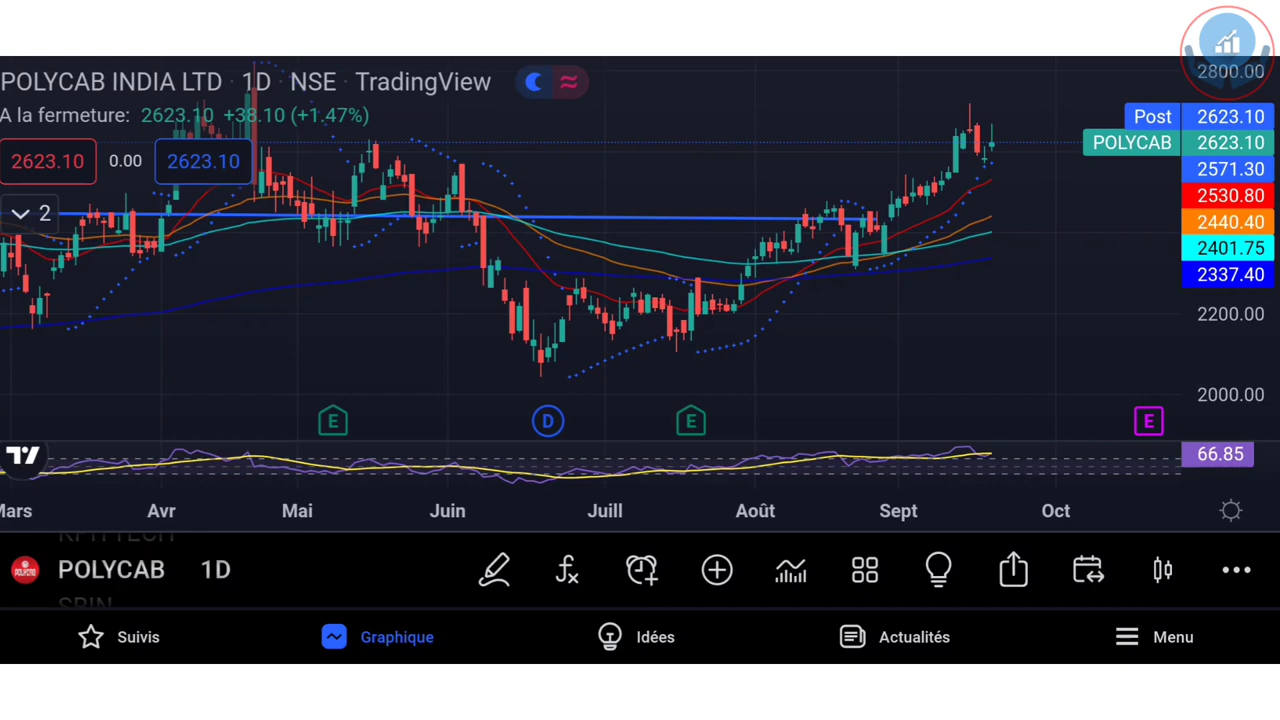 2800.00
POLYCAB INDIA LTD · 1D · NSE · TradingView
A la fermeture: 2623.10 +38.10 (+1.47%)
Post 2623.10
POLYCAB 2623.10
2623.10 0.00 2623.10
2571.30
2530.80
2
2440.40
2401.75
2337.40
2200.00
2000.00
E D E E
66.85
Mars Avr Mai Juin Juill Août Sept Oct
KPITTECH
POLYCAB 1D
SBIN
Suivis Graphique Idées Actualités Menu